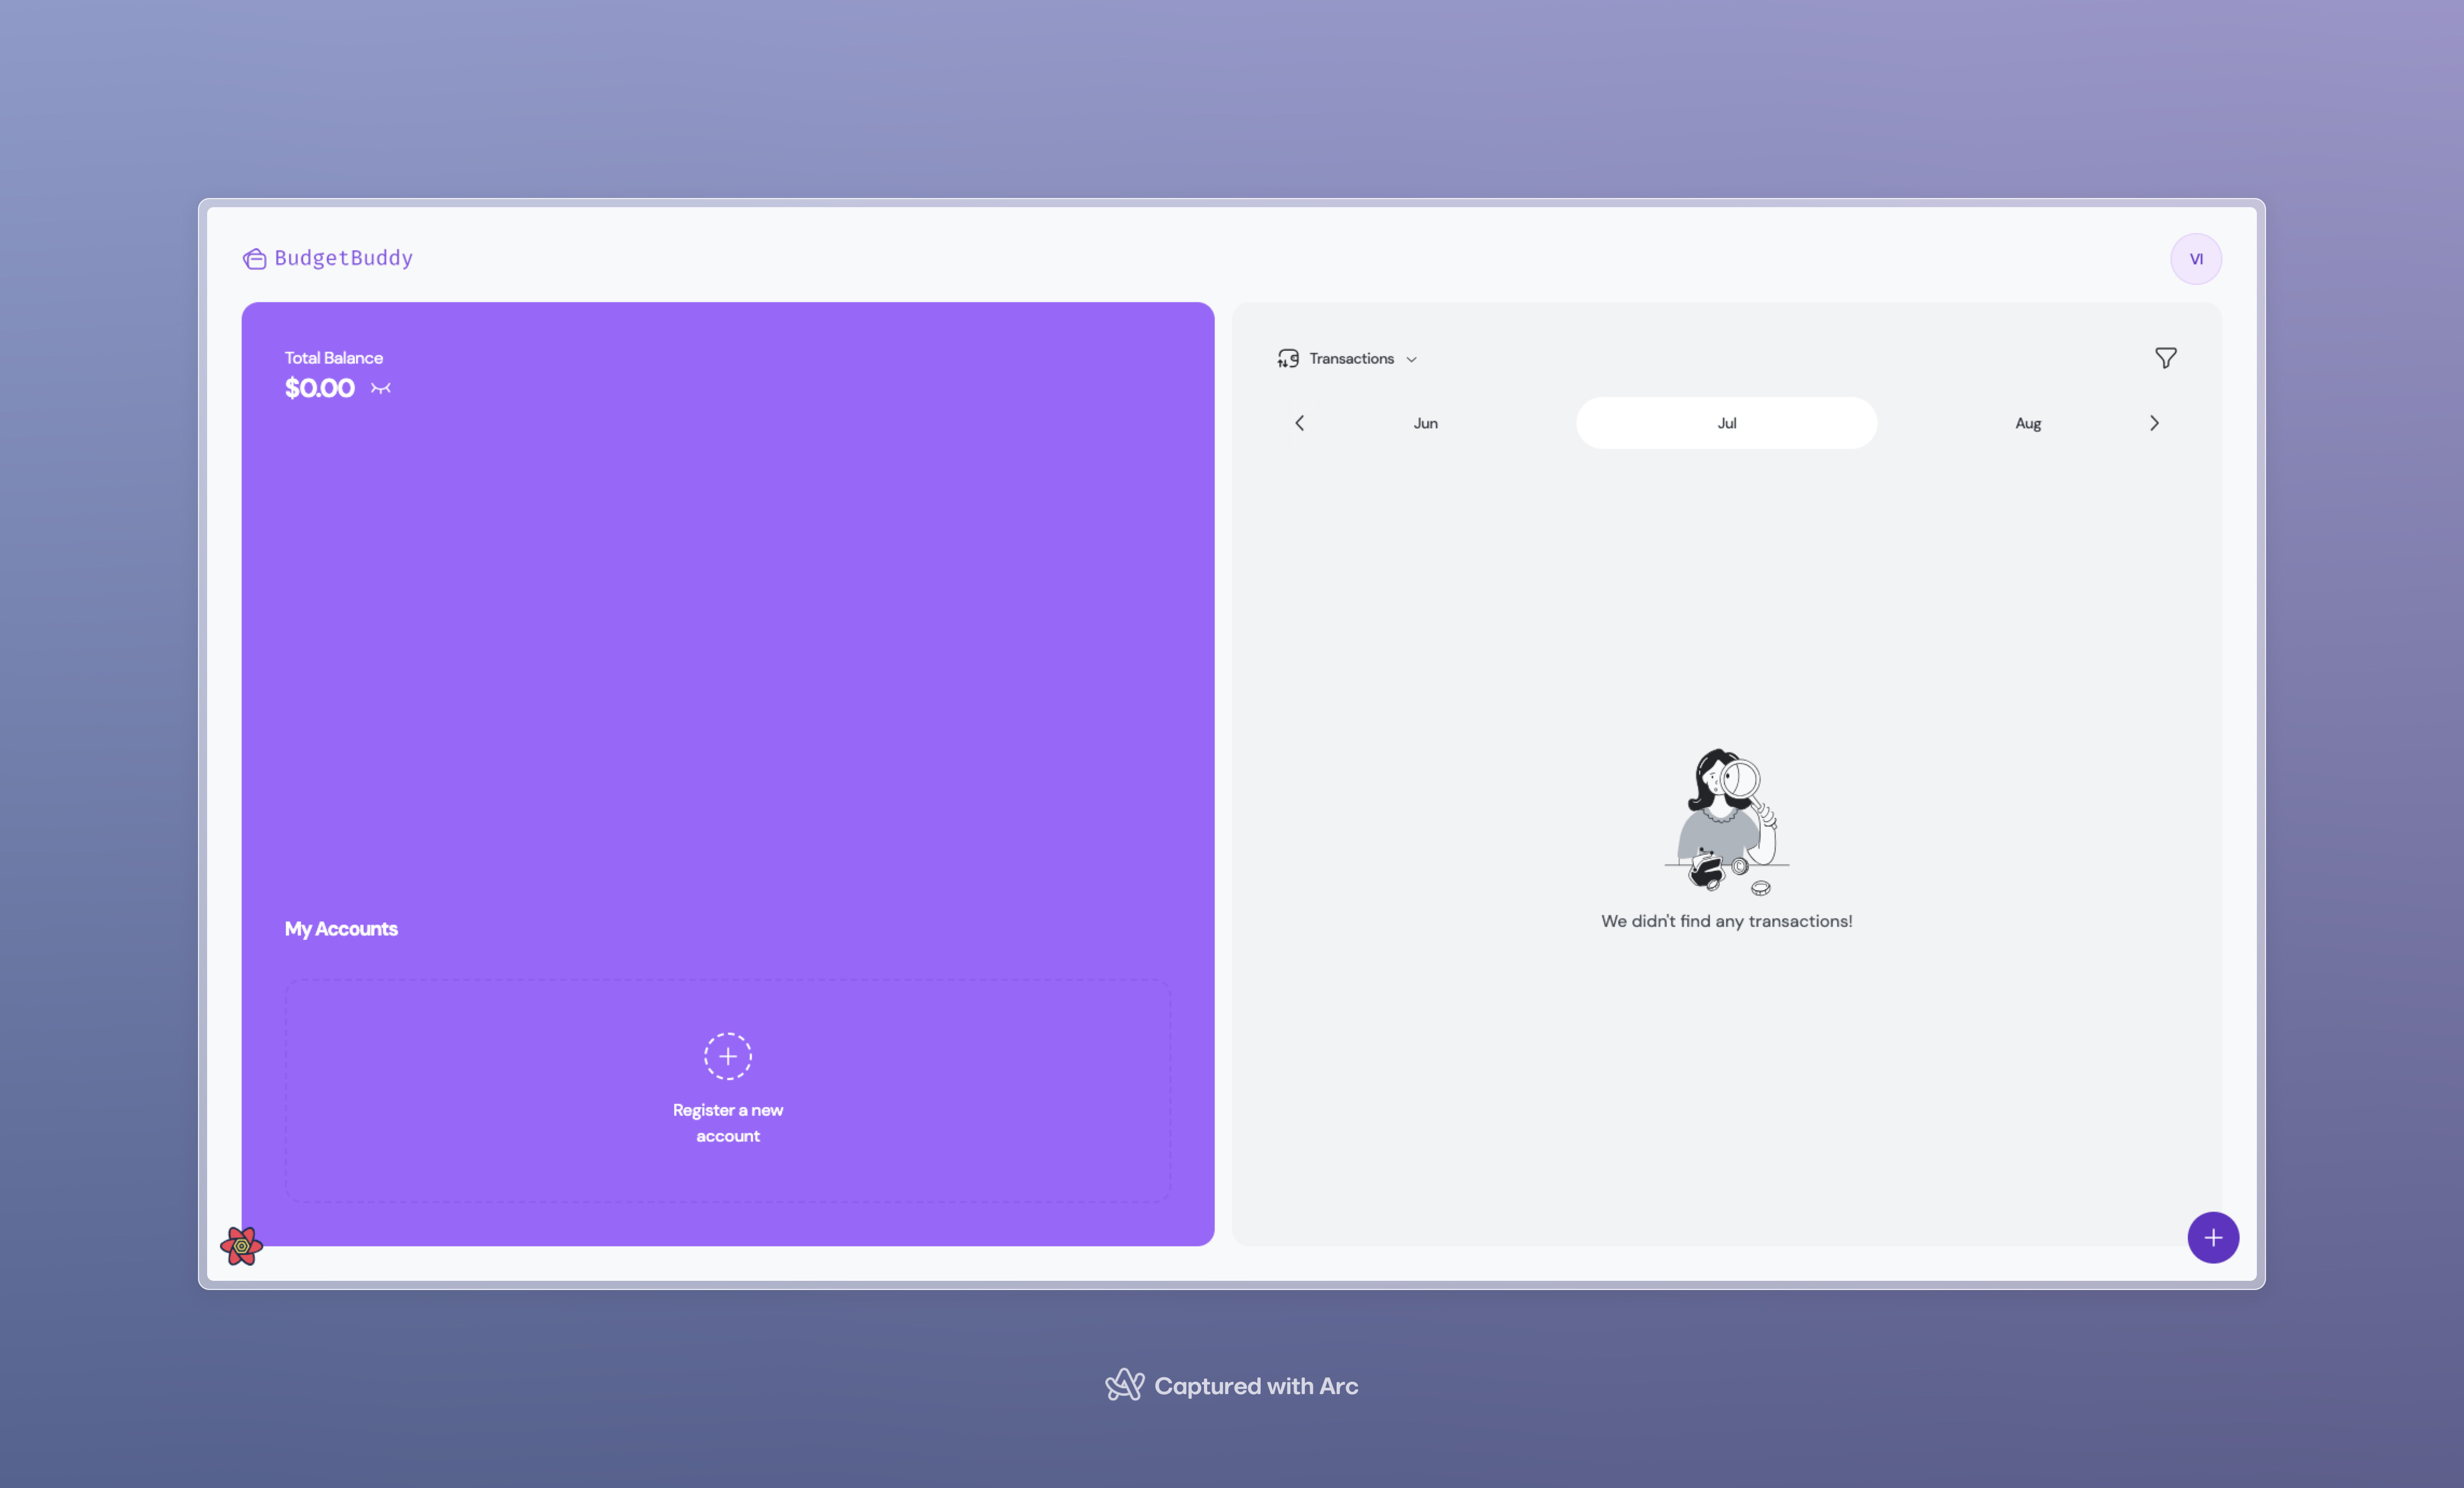 BudgetBuddy
VI
Total Balance
$0.00
My Accounts
Register a new
account
Transactions
Jun
Jul
Aug
We didn't find any transactions!
Captured with Arc